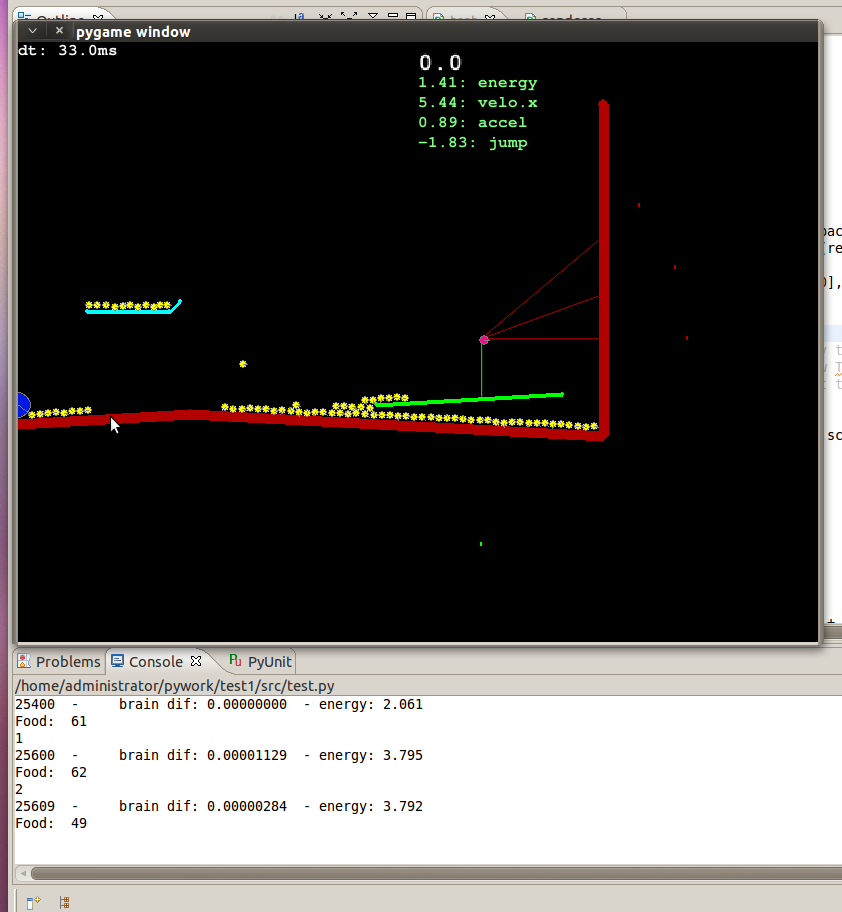 Outline
pygame window
dt: 33.0ms
0.0
1.41: energy
5.44: velo.x
0.89: accel
-1.83: jump
Problems Console PyUnit
/home/administrator/pywork/test1/src/test.py
25400 - brain dif: 0.00000000 - energy: 2.061
Food: 61
1
25600 - brain dif: 0.00001129 - energy: 3.795
Food: 62
2
25609 - brain dif: 0.00000284 - energy: 3.792
Food: 49